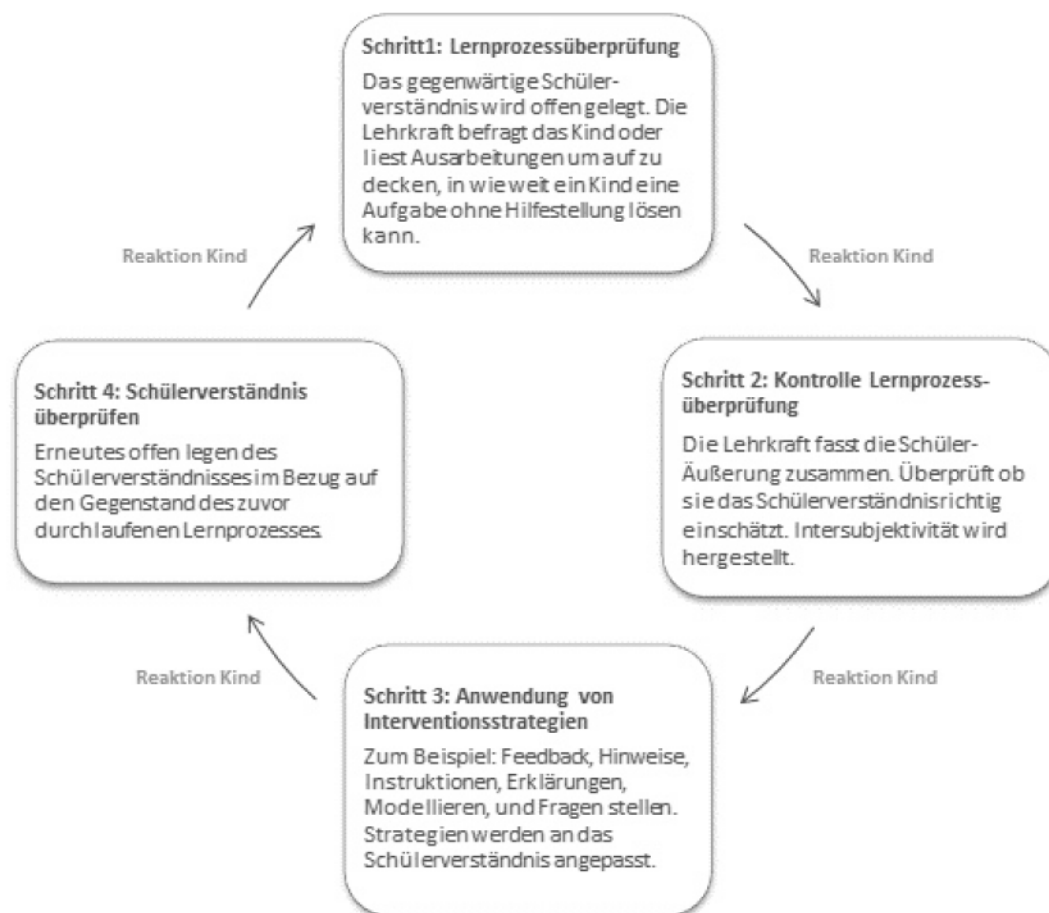 Schritt1: Lernprozessüberprüfung
Das gegenwärtige Schüler-
verständnis wird offen gelegt. Die
Lehrkraft befragt das Kind oder
liest Ausarbeitungen um auf zu
decken, in wie weit ein Kind eine
Aufgabe ohne Hilfestellung lösen
kann.
Reaktion Kind
Reaktion Kind
Schritt 2: Kontrolle Lernprozess-
überprüfung
Die Lehrkraft fasst die Schüler-
Äußerung zusammen. Überprüft ob
sie das Schülerverständnis richtig
einschätzt. Intersubjektivität wird
hergestellt.
Reaktion Kind
Schritt 3: Anwendung von
Interventionsstrategien
Zum Beispiel: Feedback, Hinweise,
Instruktionen, Erklärungen,
Modellieren, und Fragen stellen.
Strategien werden an das
Schülerverständnis angepasst.
Reaktion Kind
Schritt 4: Schülerverständnis
überprüfen
Erneutes offen legen des
Schülerverständnisses im Bezug auf
den Gegenstand des zuvor
durchlaufenen Lernprozesses.